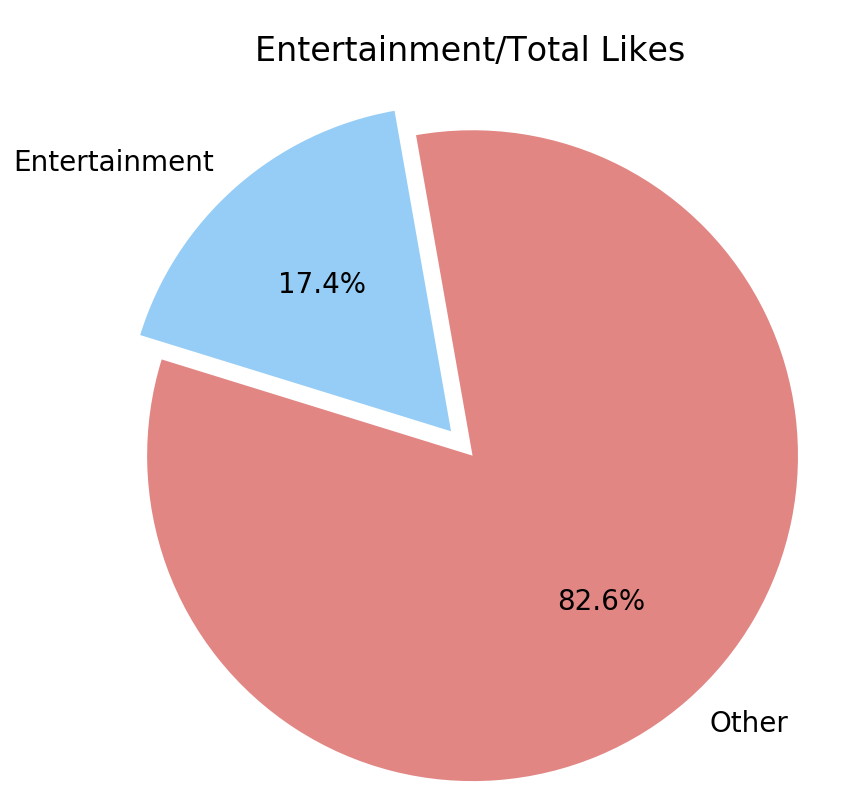 Entertainment/Total Likes
Entertainment
17.4%
82.6%
Other